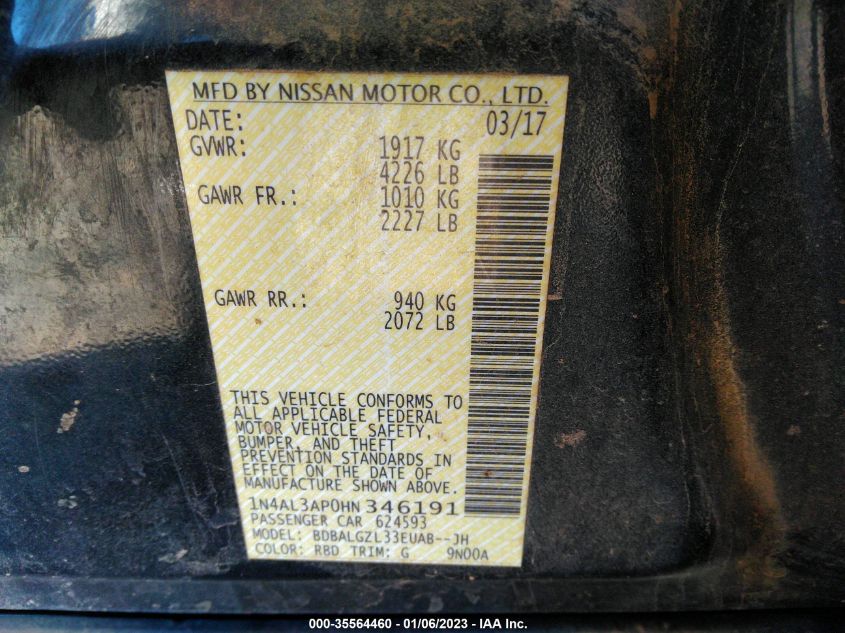 MFD BY NISSAN MOTOR CO., LTD.
DATE: 03/17
GVWR: 1917 KG
4226 LB
GAWR FR.: 1010 KG
2227 LB
GAWR RR.: 940 KG
2072 LB
THIS VEHICLE CONFORMS TO
ALL APPLICABLE FEDERAL
MOTOR VEHICLE SAFETY,
BUMPER, AND THEFT
PREVENTION STANDARDS IN
EFFECT ON THE DATE OF
MANUFACTURE SHOWN ABOVE.
1N4AL3AP0HN346191
PASSENGER CAR 624593
MODEL: BDBALGZL33EUAB--JH
COLOR: RBD TRIM: G 9N00A
000-35564460 - 01/06/2023 - IAA Inc.